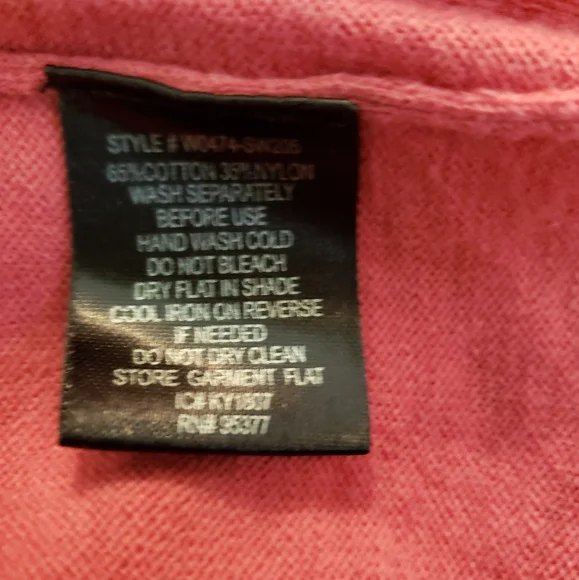 STYLE # W0474-SW205
65%COTTON 35%NYLON
WASH SEPARATELY
BEFORE USE
HAND WASH COLD
DO NOT BLEACH
DRY FLAT IN SHADE
COOL IRON ON REVERSE
IF NEEDED
DO NOT DRY CLEAN
STORE GARMENT FLAT
IC# KY1807
RN# 95377